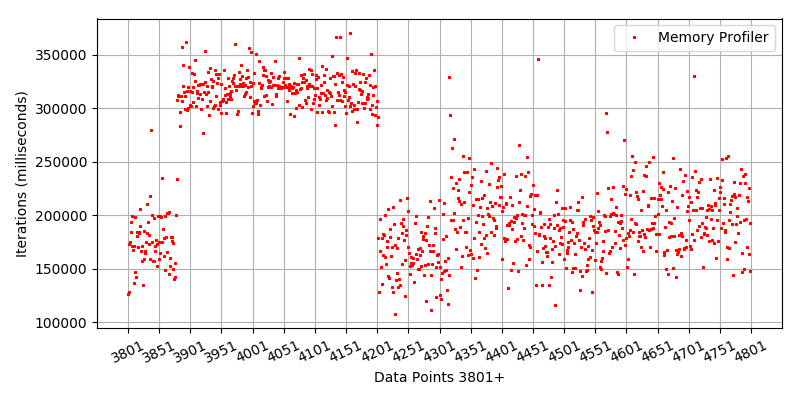 Memory Profiler
Iterations (milliseconds)
350000
300000
250000
200000
150000
100000
3801 3851 3901 3951 4001 4051 4101 4151 4201 4251 4301 4351 4401 4451 4501 4551 4601 4651 4701 4751 4801
Data Points 3801+